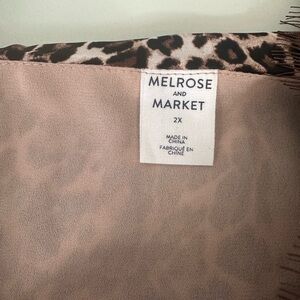 MELROSE
AND
MARKET
2X
MADE IN
CHINA
FABRIQUÉ EN
CHINE